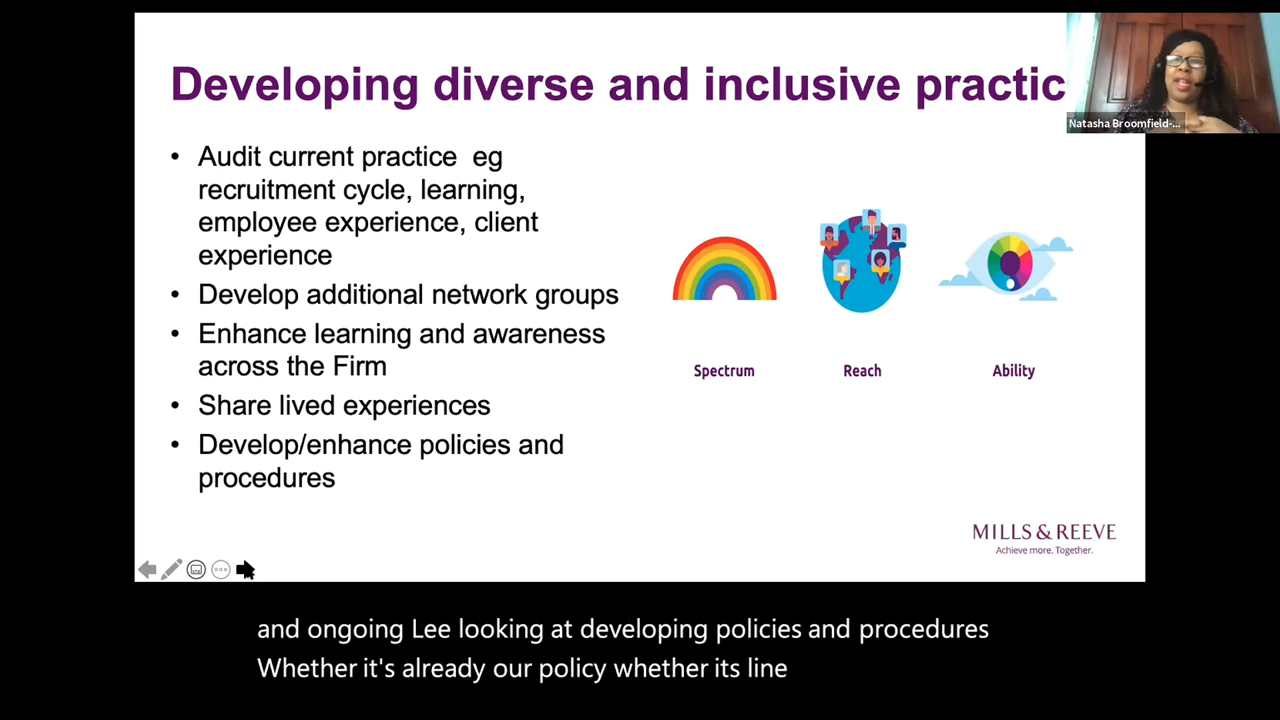 Developing diverse and inclusive practic
Natasha Broomfield-...
• Audit current practice eg
recruitment cycle, learning,
employee experience, client
experience
• Develop additional network groups
• Enhance learning and awareness
across the Firm
• Share lived experiences
• Develop/enhance policies and
procedures
Spectrum
Reach
Ability
MILLS & REEVE
Achieve more. Together.
and ongoing Lee looking at developing policies and procedures
Whether it's already our policy whether its line